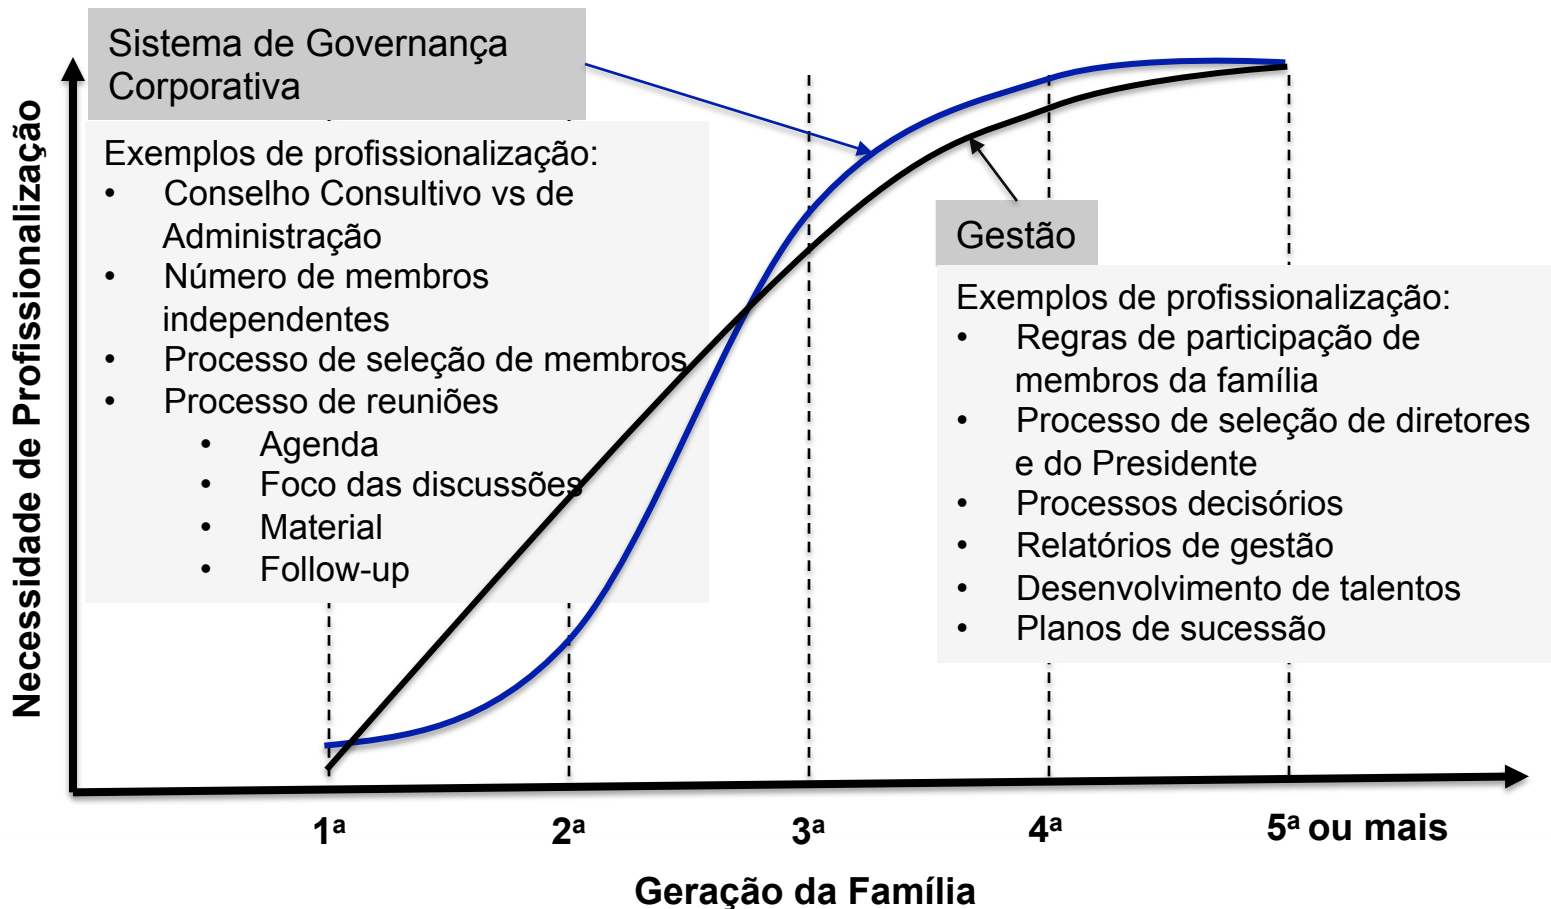 Sistema de Governança
Corporativa
Exemplos de profissionalização:
• Conselho Consultivo vs de
Administração
• Número de membros
independentes
• Processo de seleção de membros
• Processo de reuniões
• Agenda
• Foco das discussões
• Material
• Follow-up
Gestão
Exemplos de profissionalização:
• Regras de participação de
membros da família
• Processo de seleção de diretores
e do Presidente
• Processos decisórios
• Relatórios de gestão
• Desenvolvimento de talentos
• Planos de sucessão
Necessidade de Profissionalização
1ª 2ª 3ª 4ª 5ª ou mais
Geração da Família